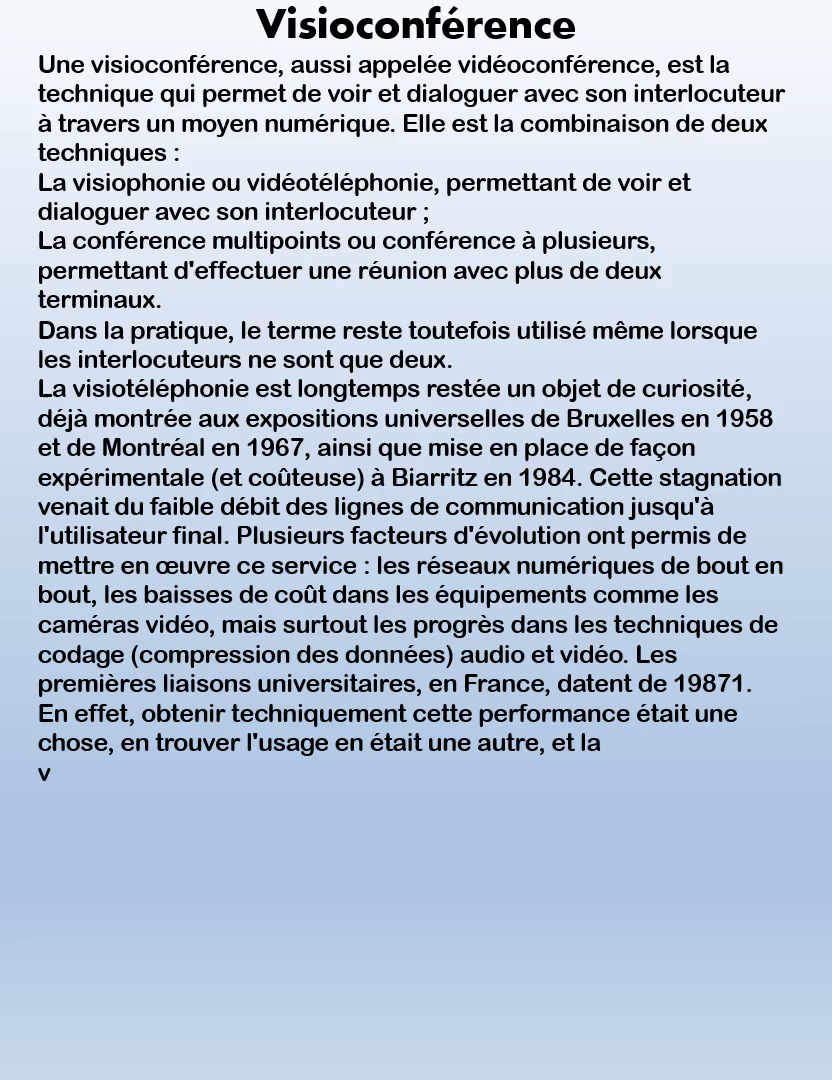 Visioconférence
Une visioconférence, aussi appelée vidéoconférence, est la
technique qui permet de voir et dialoguer avec son interlocuteur
à travers un moyen numérique. Elle est la combinaison de deux
techniques :
La visiophonie ou vidéotéléphonie, permettant de voir et
dialoguer avec son interlocuteur ;
La conférence multipoints ou conférence à plusieurs,
permettant d'effectuer une réunion avec plus de deux
terminaux.
Dans la pratique, le terme reste toutefois utilisé même lorsque
les interlocuteurs ne sont que deux.
La visiotéléphonie est longtemps restée un objet de curiosité,
déjà montrée aux expositions universelles de Bruxelles en 1958
et de Montréal en 1967, ainsi que mise en place de façon
expérimentale (et coûteuse) à Biarritz en 1984. Cette stagnation
venait du faible débit des lignes de communication jusqu'à
l'utilisateur final. Plusieurs facteurs d'évolution ont permis de
mettre en œuvre ce service : les réseaux numériques de bout en
bout, les baisses de coût dans les équipements comme les
caméras vidéo, mais surtout les progrès dans les techniques de
codage (compression des données) audio et vidéo. Les
premières liaisons universitaires, en France, datent de 19871.
En effet, obtenir techniquement cette performance était une
chose, en trouver l'usage en était une autre, et la
v